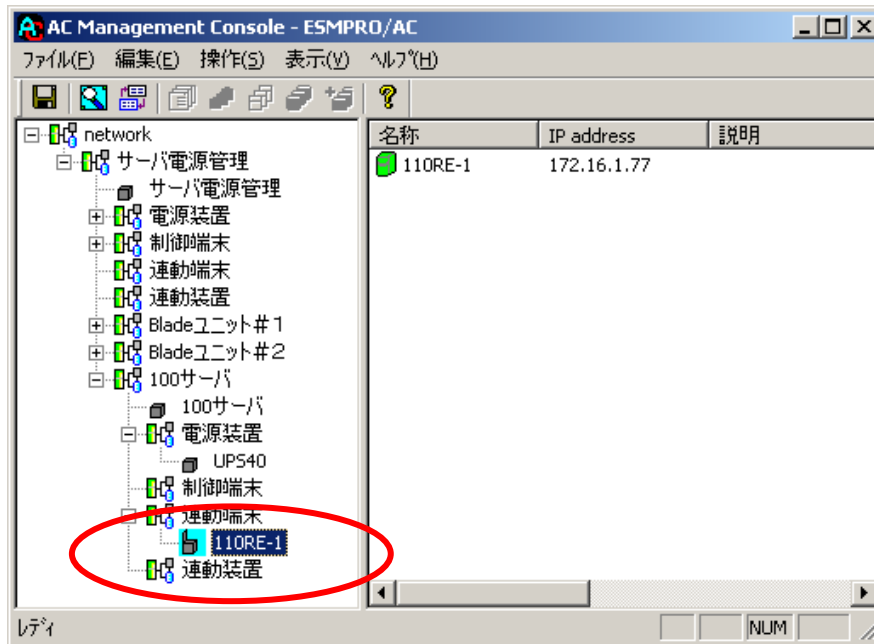 AC Management Console - ESMPRO/AC
ファイル(F) 編集(E) 操作(S) 表示(V) ヘルプ(H)
network
サーバ電源管理
サーバ電源管理
電源装置
制御端末
連動端末
連動装置
Bladeユニット#1
Bladeユニット#2
100サーバ
100サーバ
電源装置
UPS40
制御端末
連動端末
110RE-1
連動装置
名称 IP address 説明
110RE-1 172.16.1.77
レディ NUM